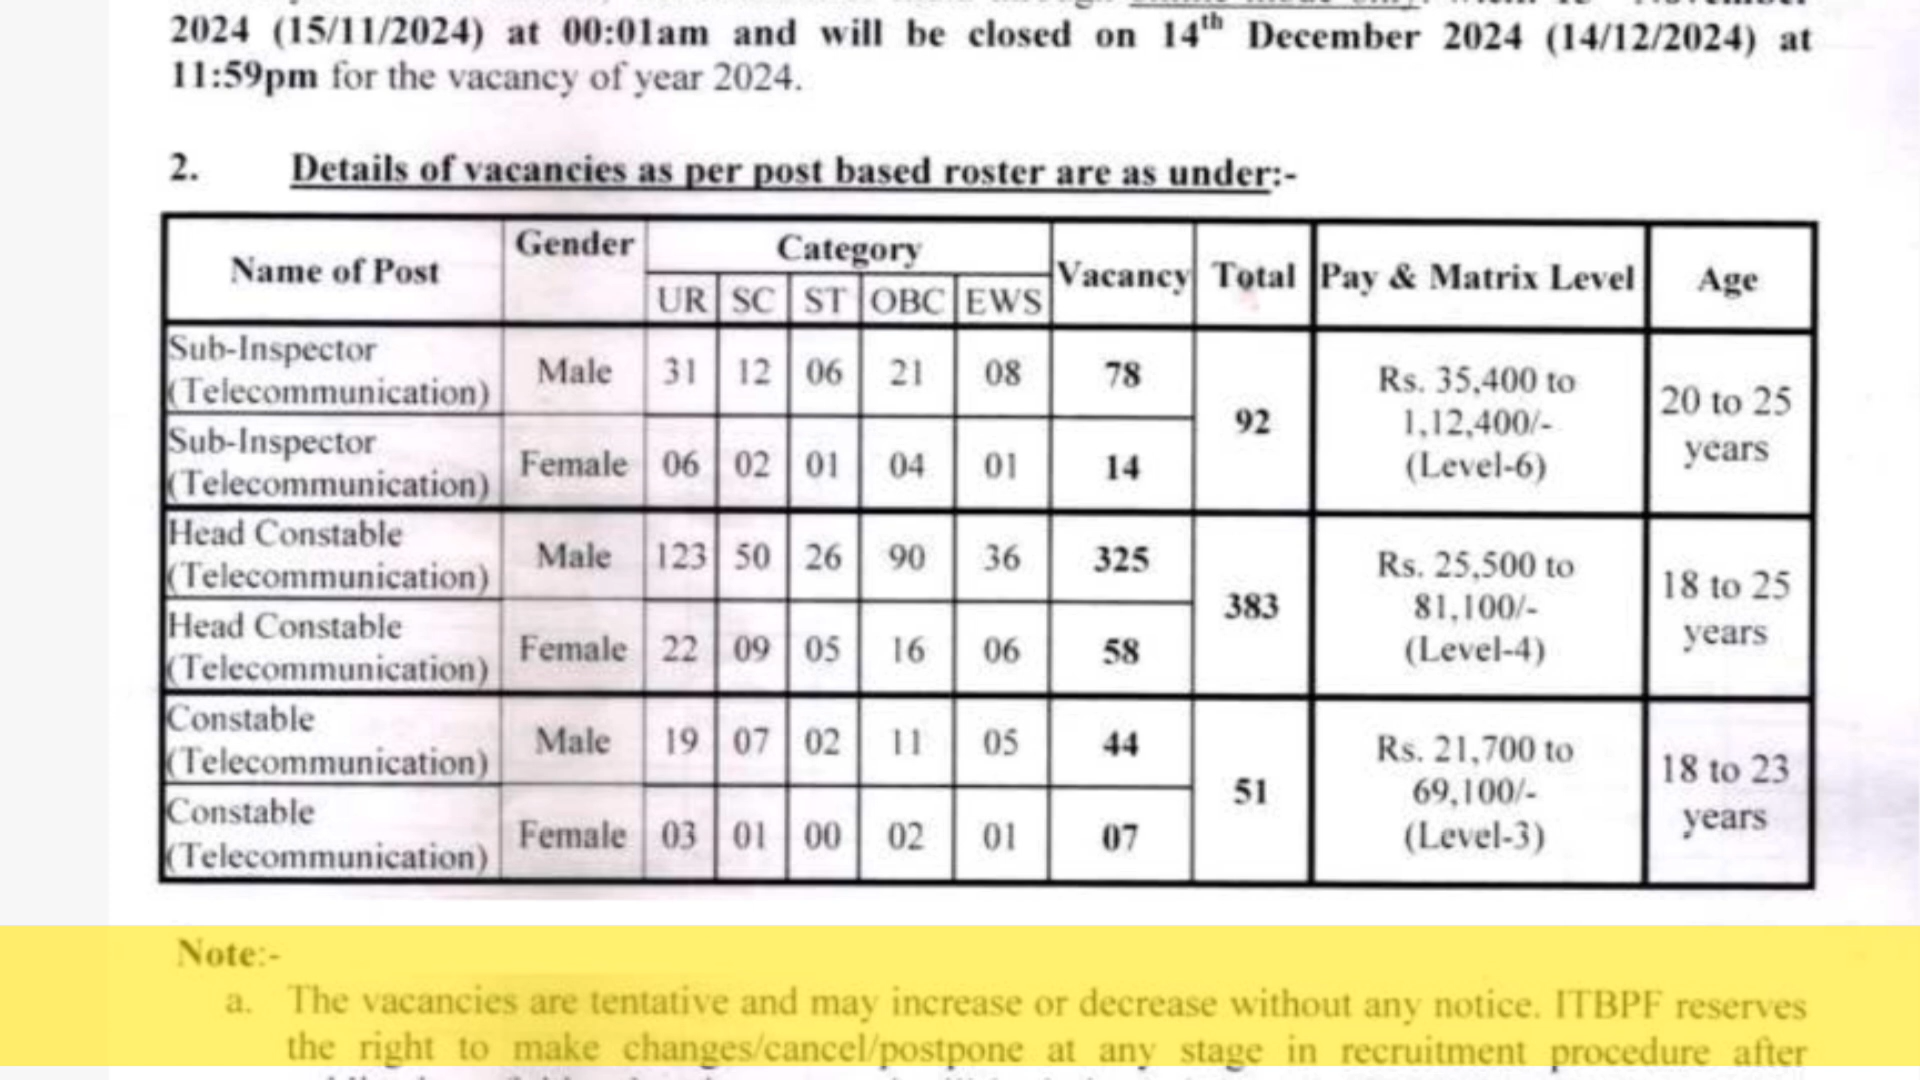 2024 (15/11/2024) at 00:01am and will be closed on 14th December 2024 (14/12/2024) at
11:59pm for the vacancy of year 2024.
2. Details of vacancies as per post based roster are as under:-
Name of Post Gender Category Vacancy Total Pay & Matrix Level Age
UR SC ST OBC EWS
Sub-Inspector
(Telecommunication) Male 31 12 06 21 08 78
Sub-Inspector
(Telecommunication) Female 06 02 01 04 01 14
92
Rs. 35,400 to
1,12,400/-
(Level-6)
20 to 25
years
Head Constable
(Telecommunication) Male 123 50 26 90 36 325
Head Constable
(Telecommunication) Female 22 09 05 16 06 58
383
Rs. 25,500 to
81,100/-
(Level-4)
18 to 25
years
Constable
(Telecommunication) Male 19 07 02 11 05 44
Constable
(Telecommunication) Female 03 01 00 02 01 07
51
Rs. 21,700 to
69,100/-
(Level-3)
18 to 23
years
Note:-
a. The vacancies are tentative and may increase or decrease without any notice. ITBPF reserves
the right to make changes/cancel/postpone at any stage in recruitment procedure after